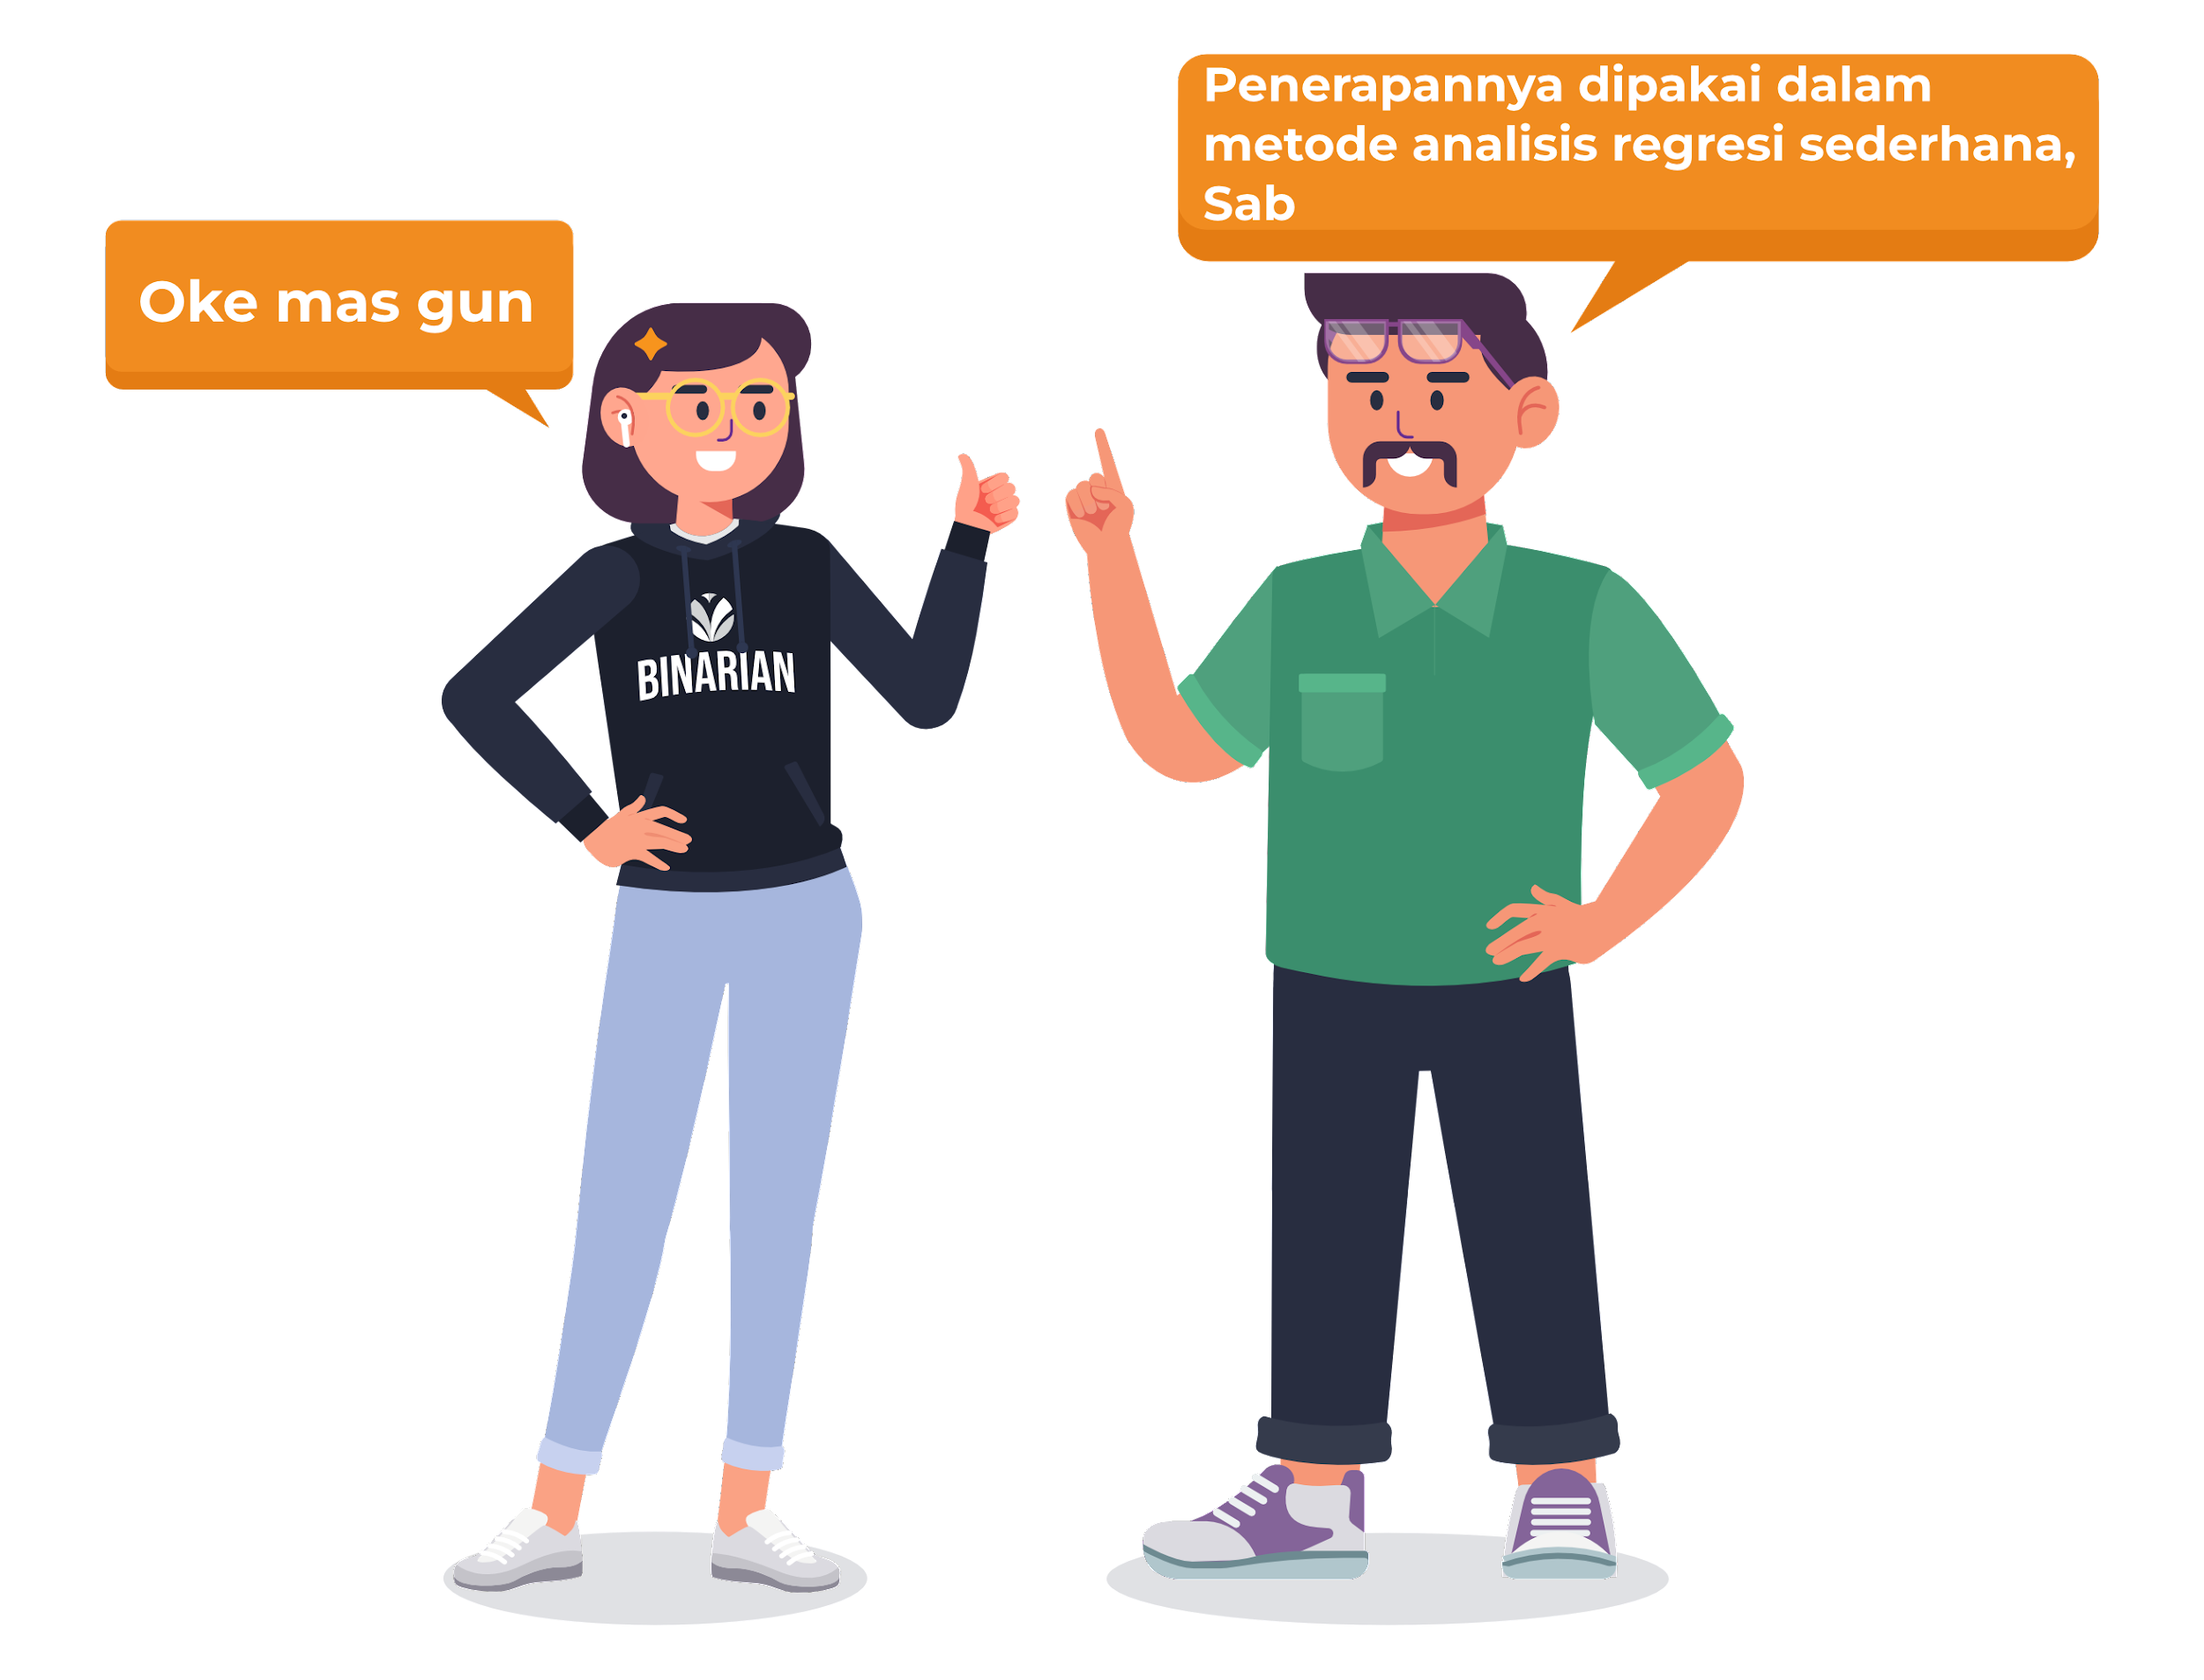 Penerapannya dipakai dalam
metode analisis regresi sederhana,
Sab
Oke mas gun
BINARIAN